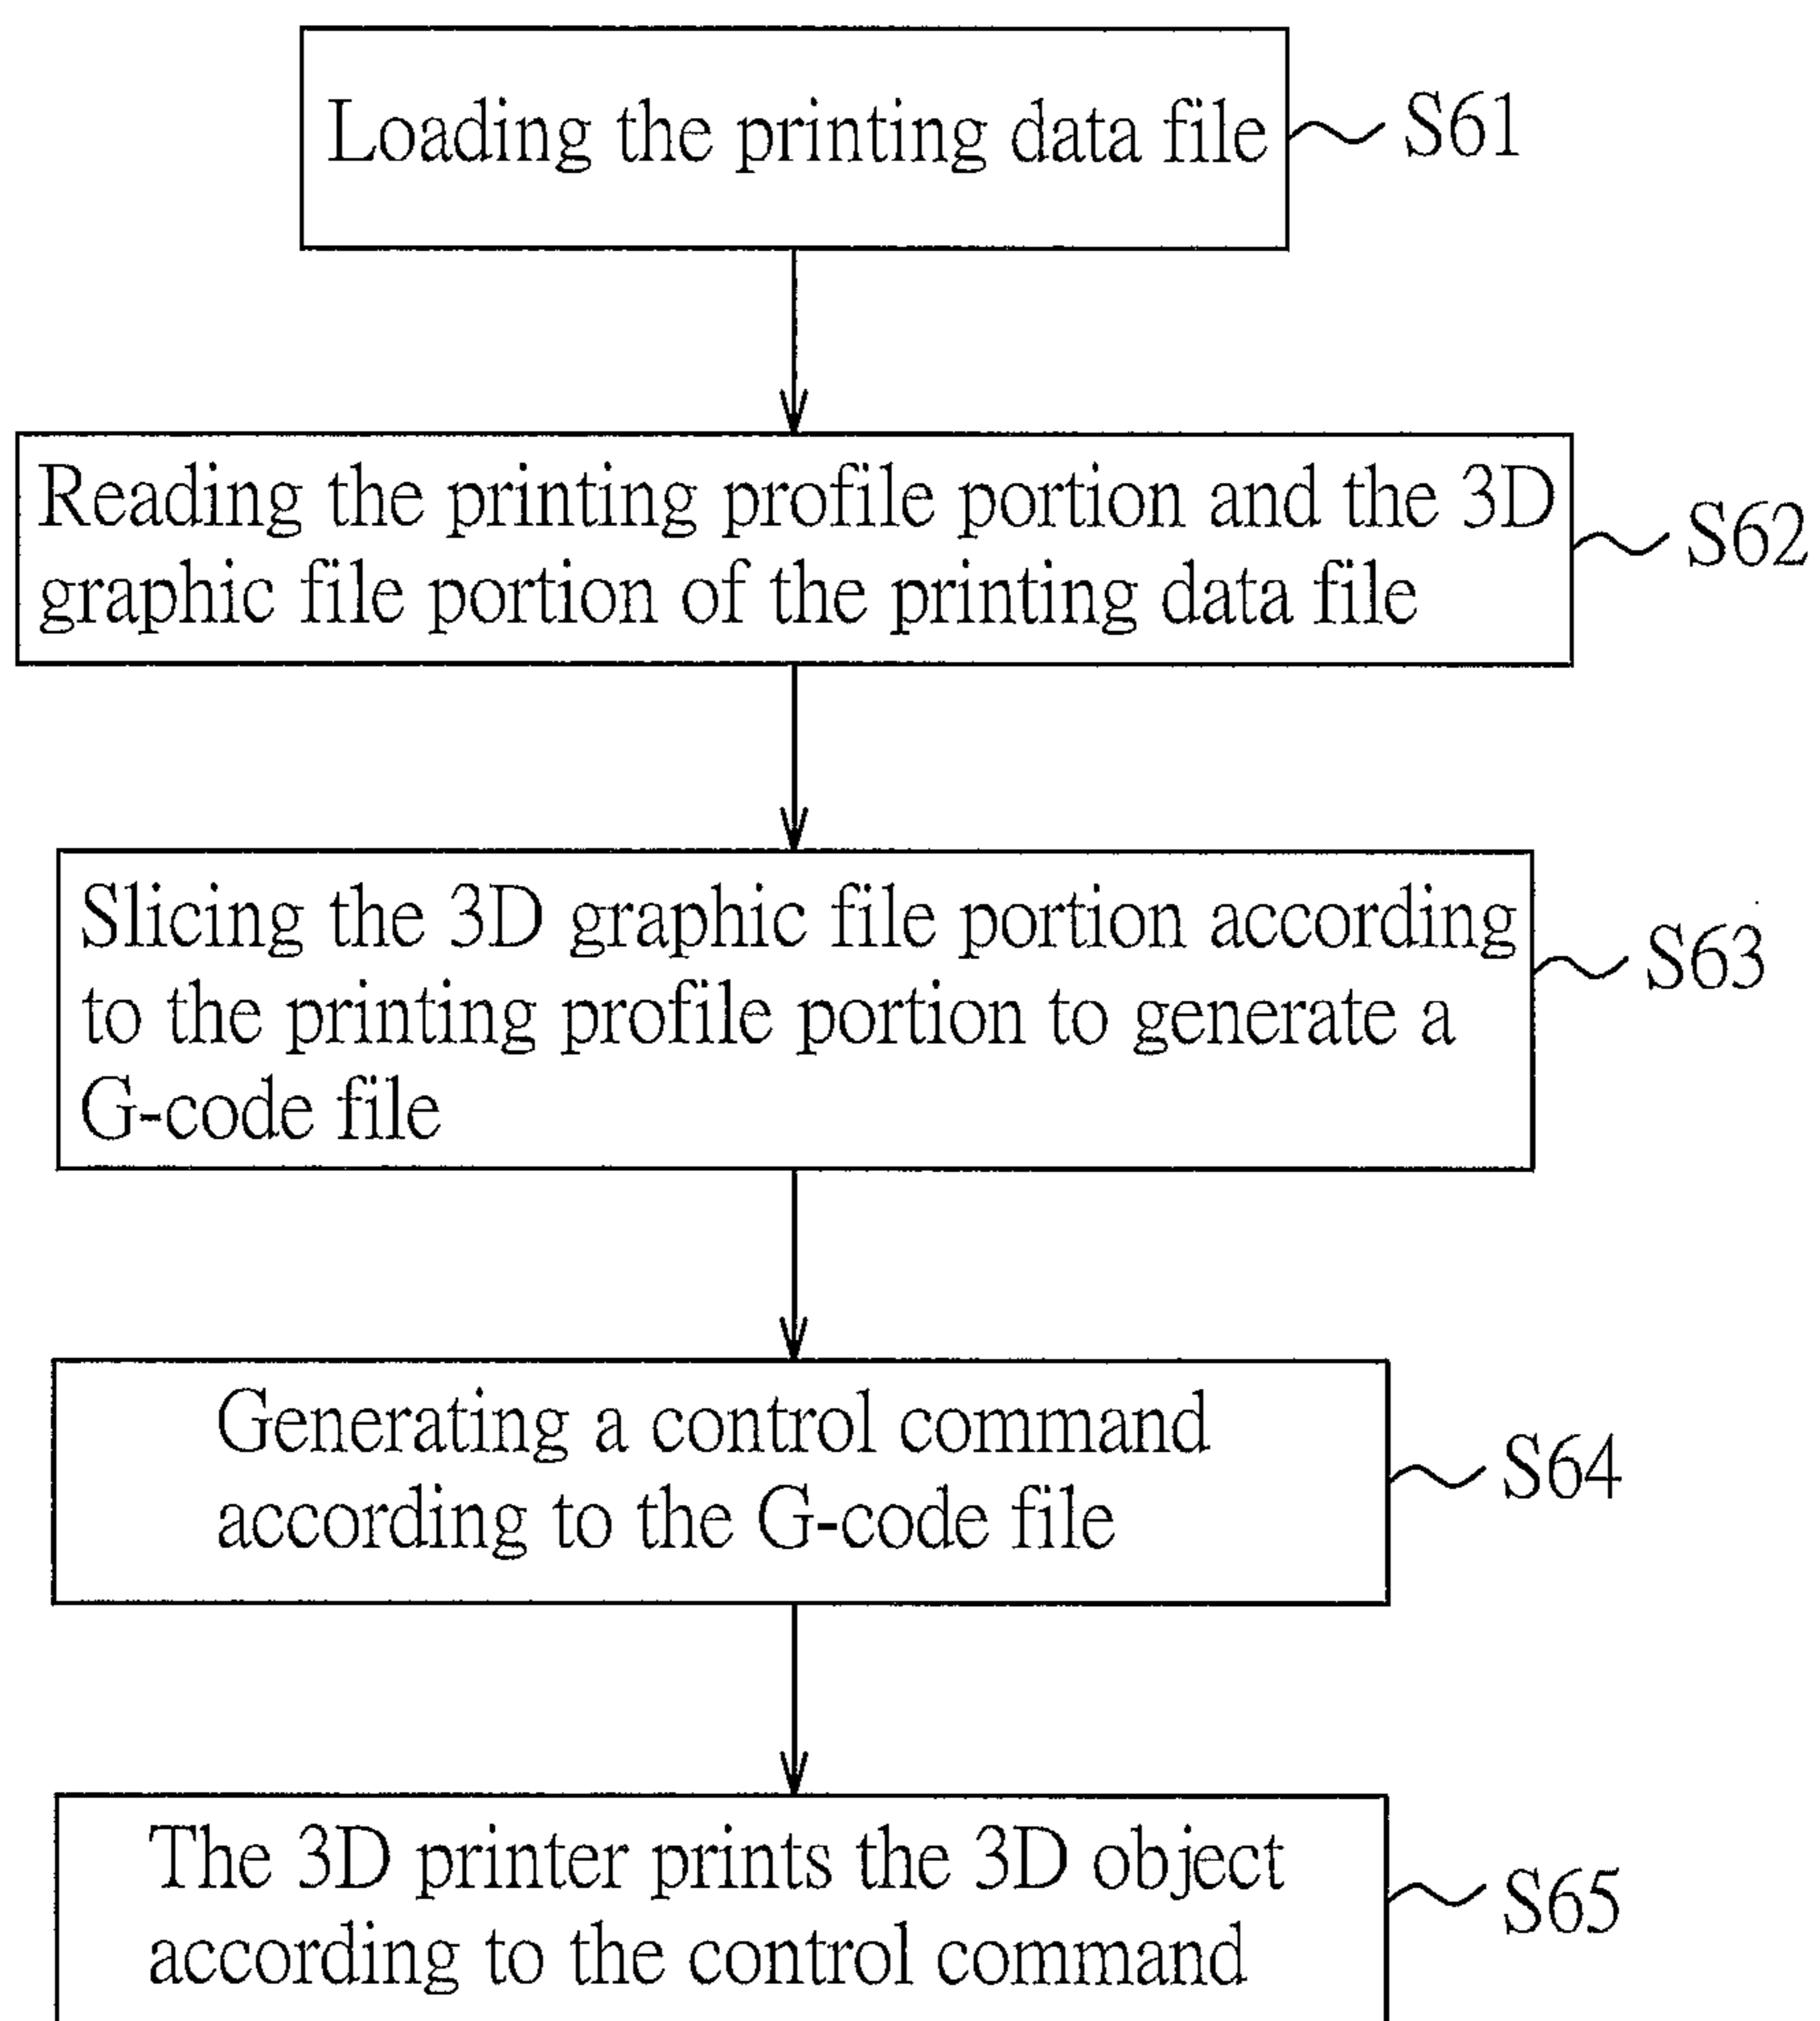 Loading the printing data file
S61
Reading the printing profile portion and the 3D
graphic file portion of the printing data file
S62
Slicing the 3D graphic file portion according
to the printing profile portion to generate a
G-code file
S63
Generating a control command
according to the G-code file
S64
The 3D printer prints the 3D object
according to the control command
S65